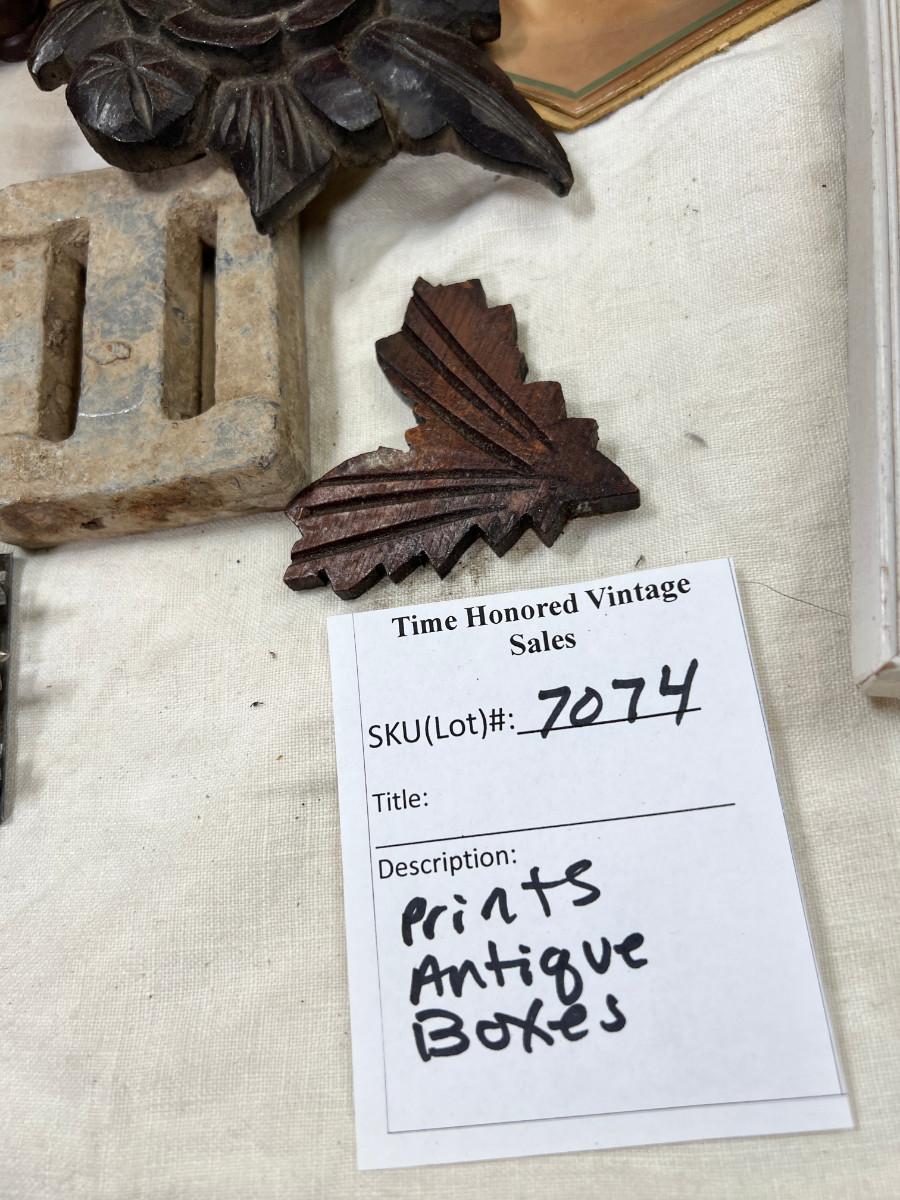 Time Honored Vintage
Sales
SKU(Lot)#: 7074
Title:
Description:
Prints
Antique
Boxes